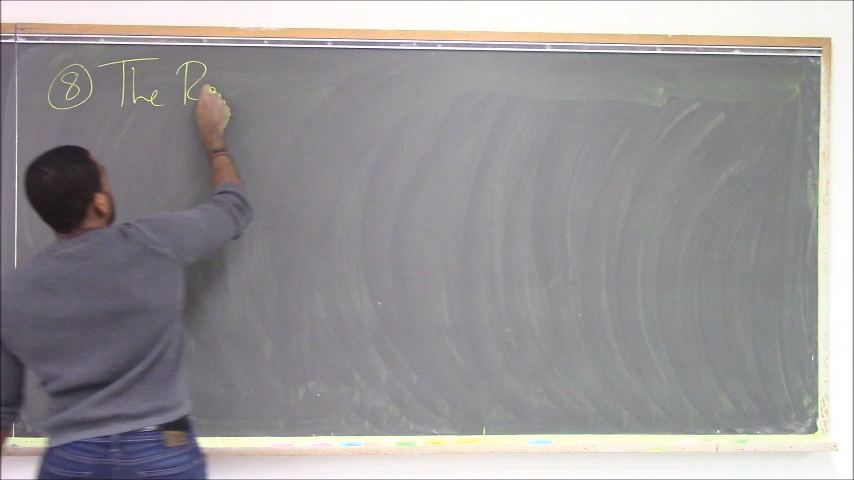 ⑧ The R